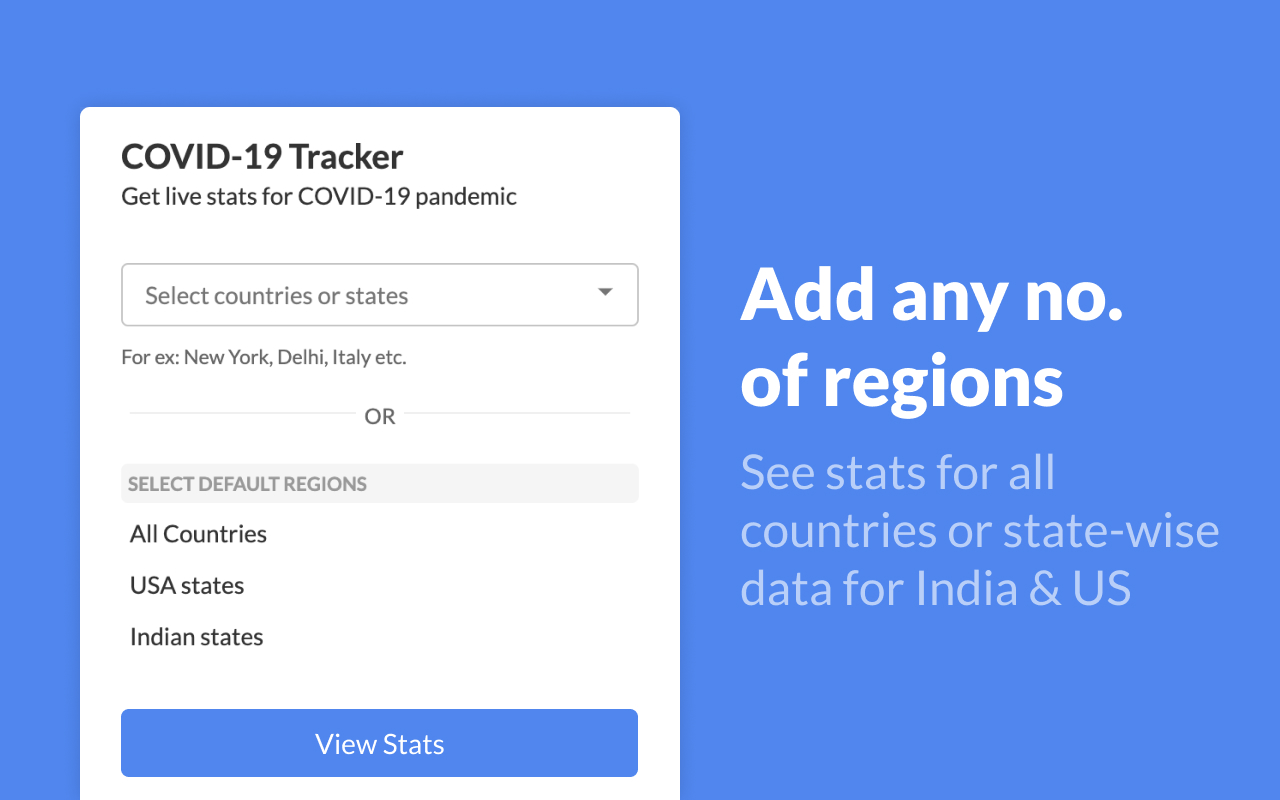 COVID-19 Tracker
Get live stats for COVID-19 pandemic
Select countries or states
For ex: New York, Delhi, Italy etc.
OR
SELECT DEFAULT REGIONS
All Countries
USA states
Indian states
View Stats
Add any no.
of regions
See stats for all
countries or state-wise
data for India & US